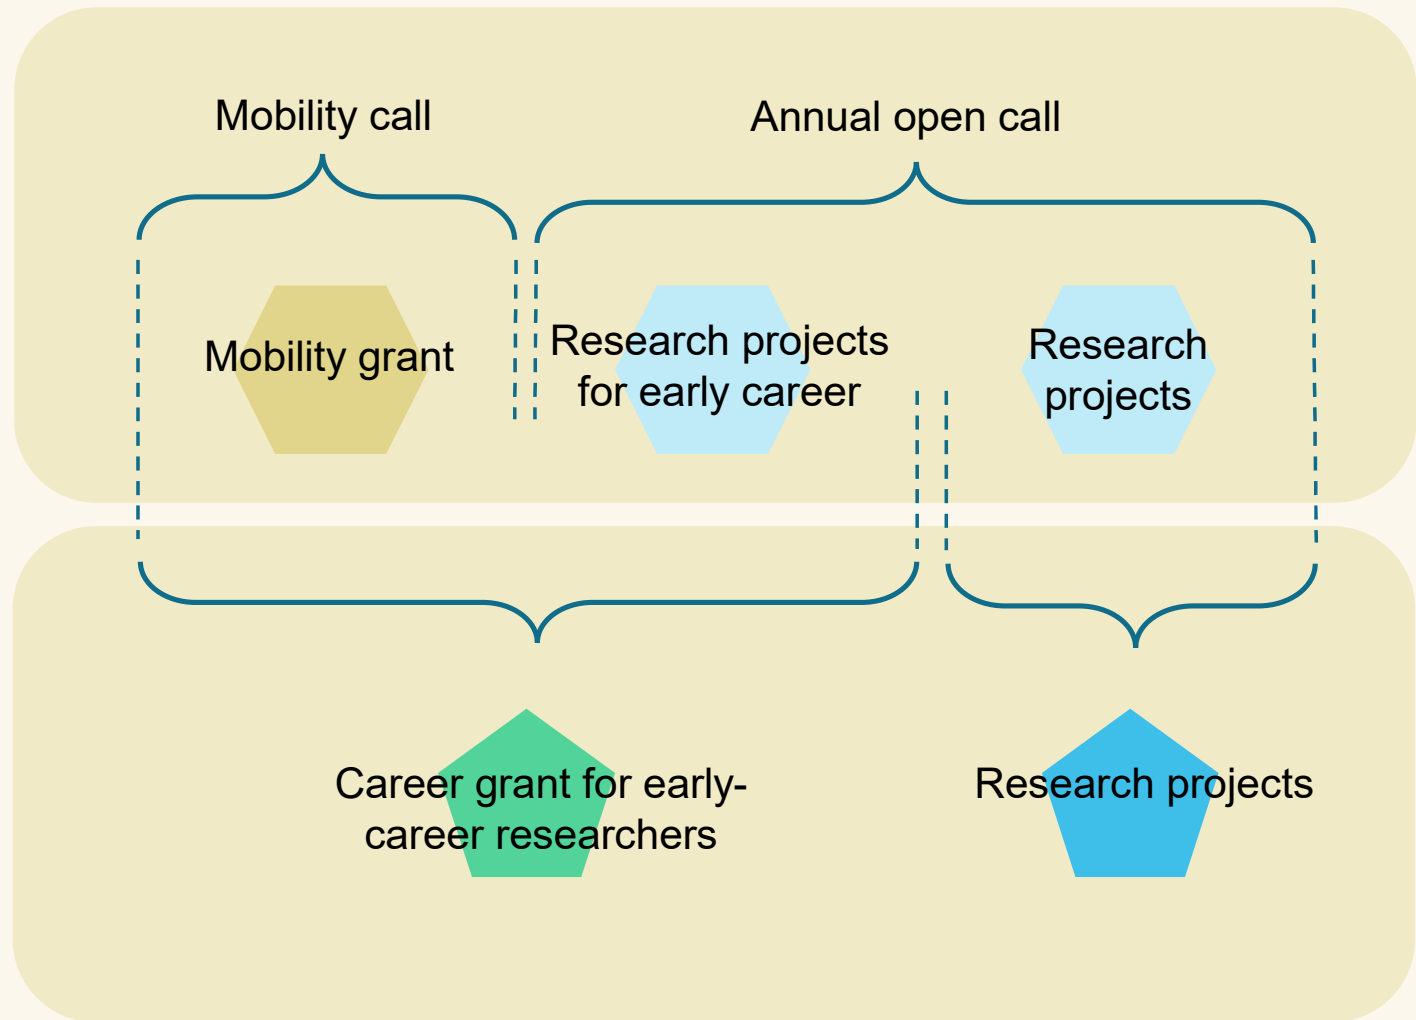 Mobility call
Annual open call
Mobility grant
Research projects
for early career
Research
projects
Career grant for early-
career researchers
Research projects